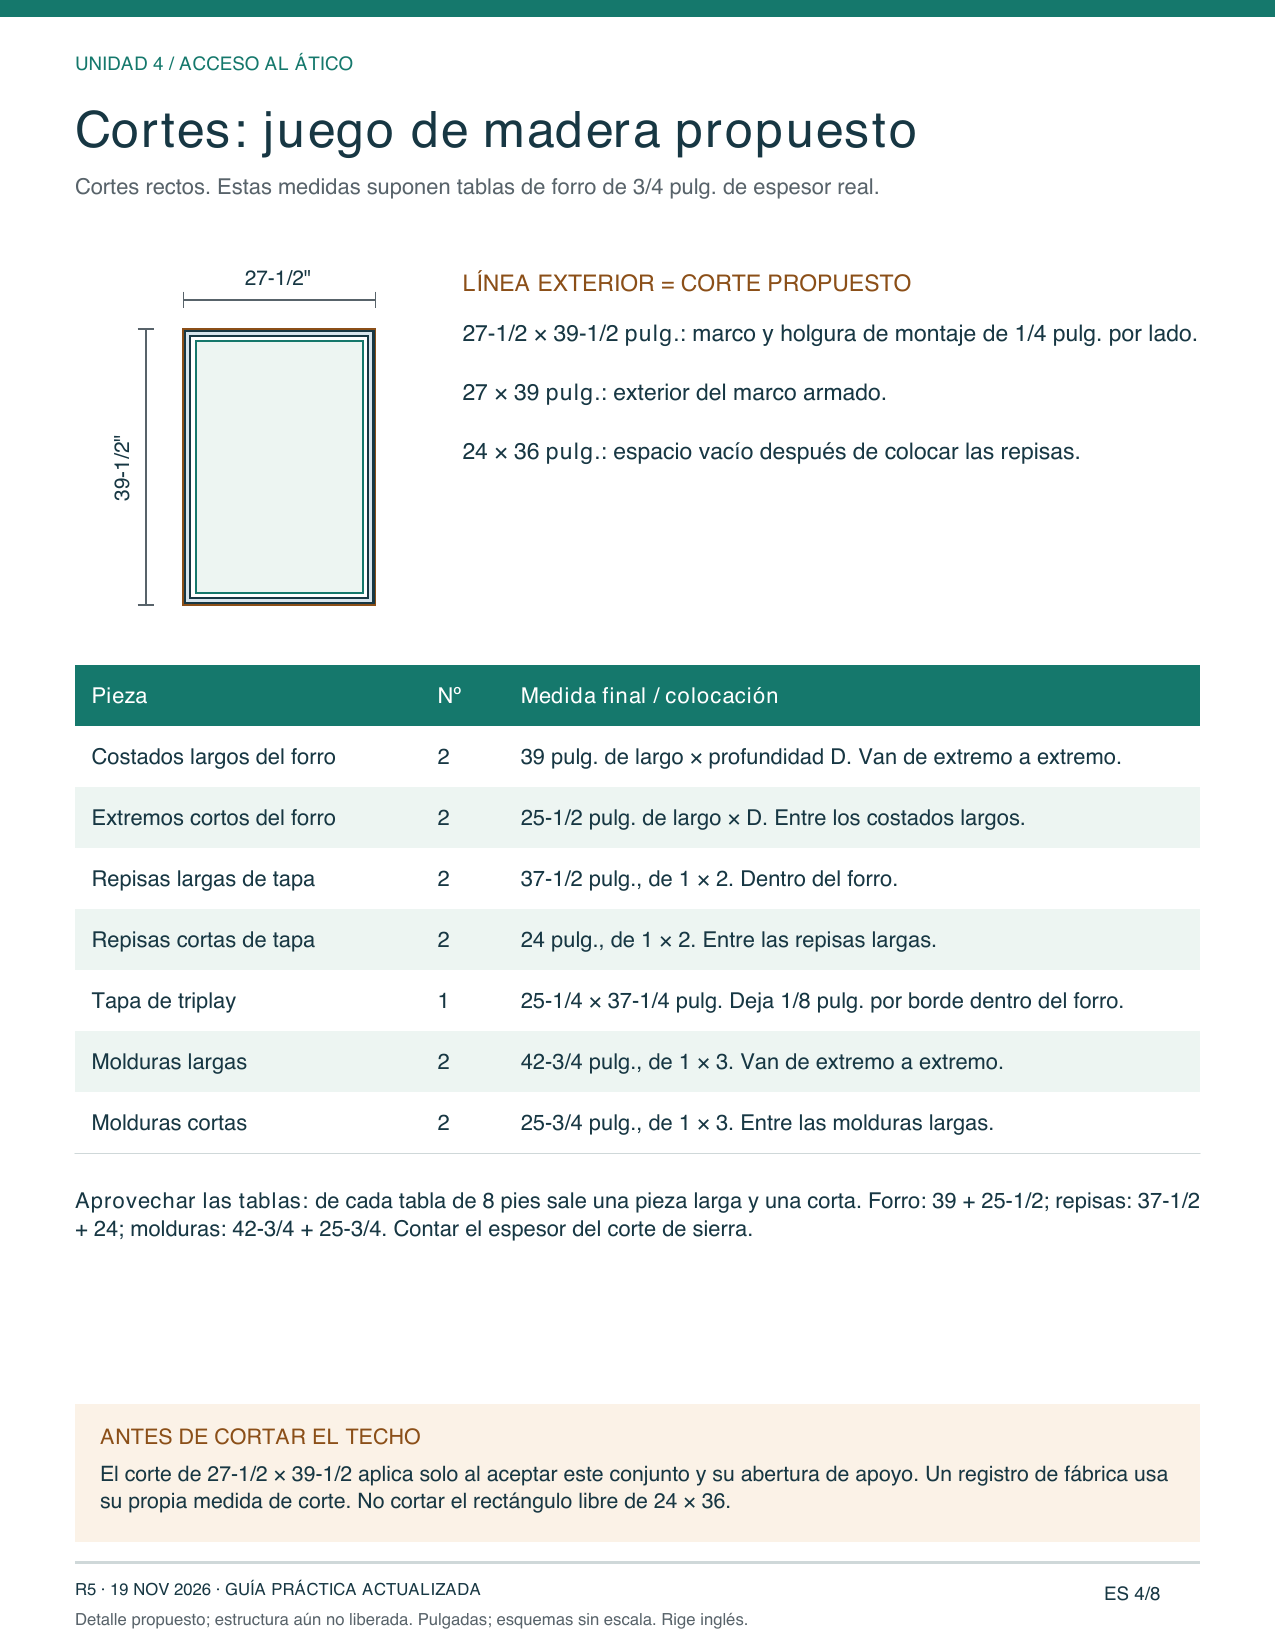 UNIDAD 4 / ACCESO AL ÁTICO
Cortes: juego de madera propuesto
Cortes rectos. Estas medidas suponen tablas de forro de 3/4 pulg. de espesor real.
27-1/2"
39-1/2"
LÍNEA EXTERIOR = CORTE PROPUESTO
27-1/2 × 39-1/2 pulg.: marco y holgura de montaje de 1/4 pulg. por lado.
27 × 39 pulg.: exterior del marco armado.
24 × 36 pulg.: espacio vacío después de colocar las repisas.
Pieza Nº Medida final / colocación
Costados largos del forro 2 39 pulg. de largo × profundidad D. Van de extremo a extremo.
Extremos cortos del forro 2 25-1/2 pulg. de largo × D. Entre los costados largos.
Repisas largas de tapa 2 37-1/2 pulg., de 1 × 2. Dentro del forro.
Repisas cortas de tapa 2 24 pulg., de 1 × 2. Entre las repisas largas.
Tapa de triplay 1 25-1/4 × 37-1/4 pulg. Deja 1/8 pulg. por borde dentro del forro.
Molduras largas 2 42-3/4 pulg., de 1 × 3. Van de extremo a extremo.
Molduras cortas 2 25-3/4 pulg., de 1 × 3. Entre las molduras largas.
Aprovechar las tablas: de cada tabla de 8 pies sale una pieza larga y una corta. Forro: 39 + 25-1/2; repisas: 37-1/2
+ 24; molduras: 42-3/4 + 25-3/4. Contar el espesor del corte de sierra.
ANTES DE CORTAR EL TECHO
El corte de 27-1/2 × 39-1/2 aplica solo al aceptar este conjunto y su abertura de apoyo. Un registro de fábrica usa
su propia medida de corte. No cortar el rectángulo libre de 24 × 36.
R5 · 19 NOV 2026 · GUÍA PRÁCTICA ACTUALIZADA
ES 4/8
Detalle propuesto; estructura aún no liberada. Pulgadas; esquemas sin escala. Rige inglés.